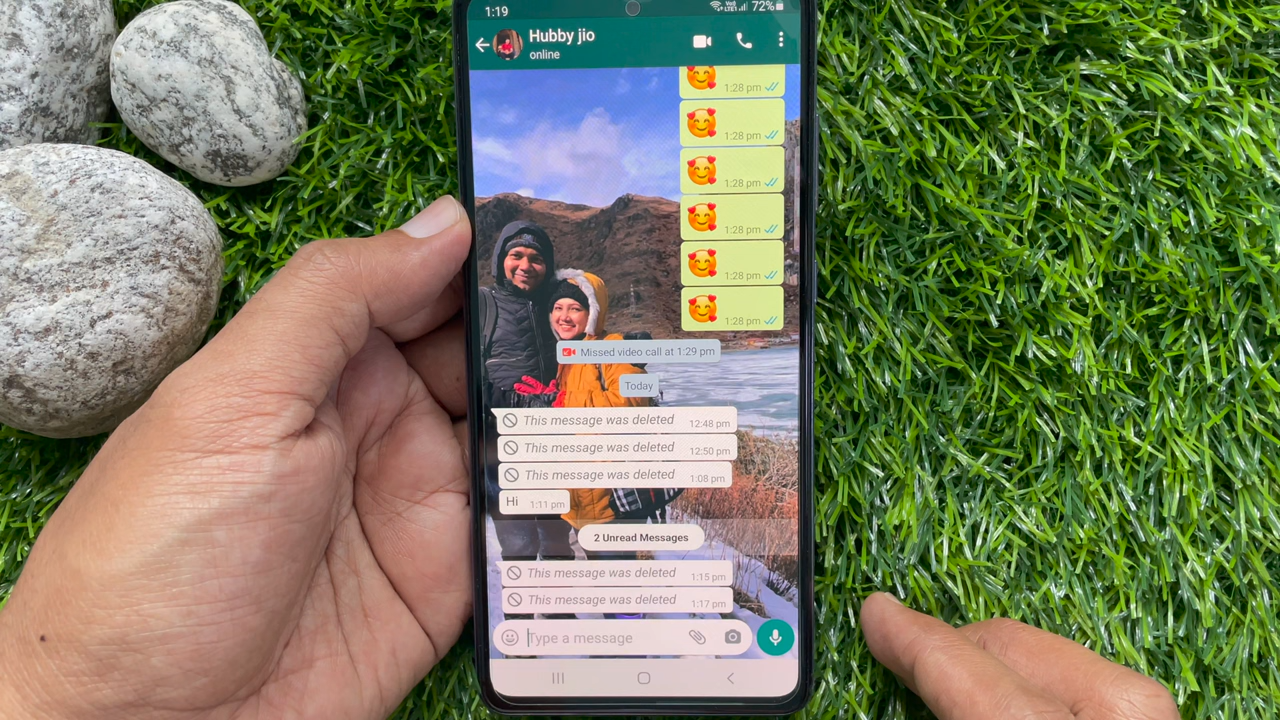 1:19
72%
Hubby jio
online
1:28 pm
1:28 pm
1:28 pm
1:28 pm
1:28 pm
1:28 pm
Missed video call at 1:29 pm
Today
This message was deleted 12:48 pm
This message was deleted 12:50 pm
This message was deleted 1:08 pm
Hi 1:11 pm
2 Unread Messages
This message was deleted 1:15 pm
This message was deleted 1:17 pm
Type a message